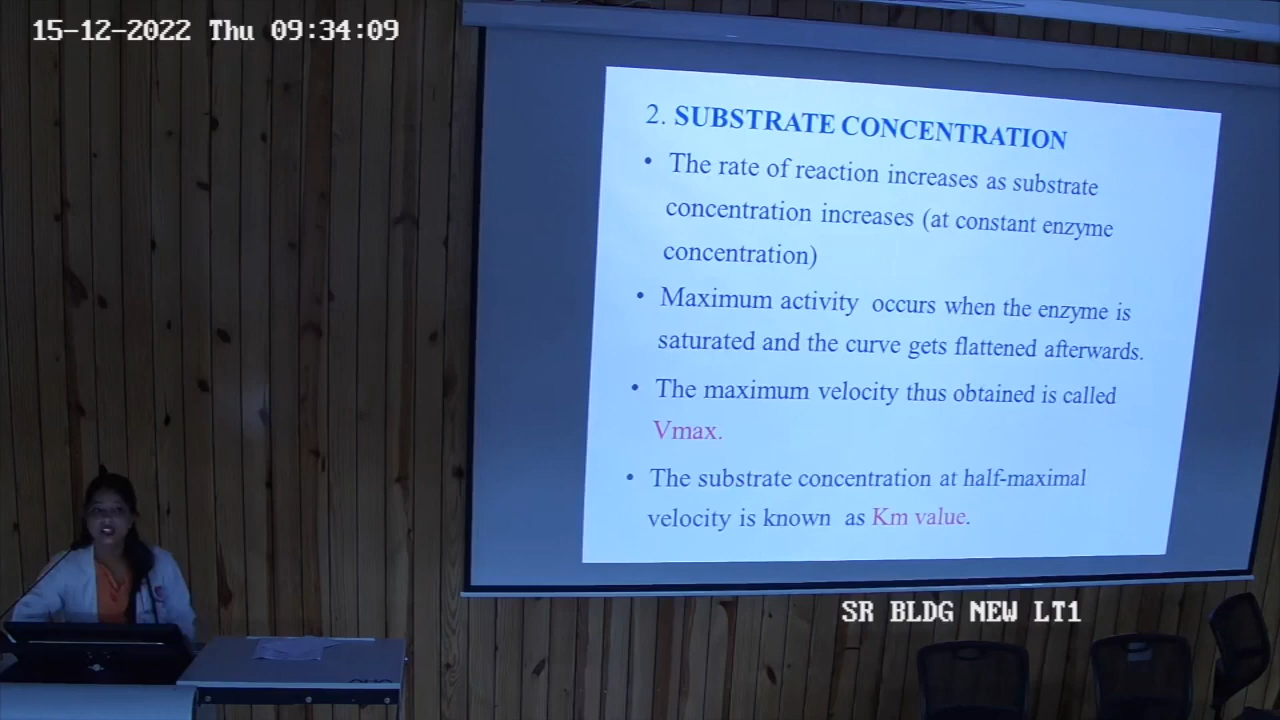 15-12-2022 Thu 09:34:09
2. SUBSTRATE CONCENTRATION
• The rate of reaction increases as substrate
concentration increases (at constant enzyme
concentration)
• Maximum activity occurs when the enzyme is
saturated and the curve gets flattened afterwards.
• The maximum velocity thus obtained is called
Vmax.
• The substrate concentration at half-maximal
velocity is known as Km value.
SR BLDG NEW LT1